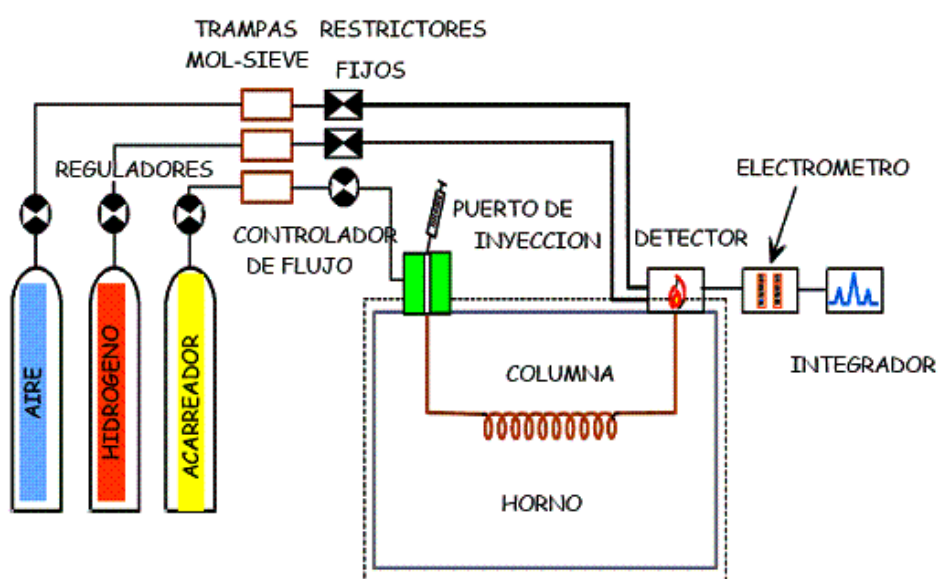 TRAMPAS
MOL-SIEVE
RESTRICTORES
FIJOS
REGULADORES
CONTROLADOR
DE FLUJO
PUERTO DE
INYECCION
DETECTOR
ELECTROMETRO
INTEGRADOR
COLUMNA
HORNO
AIRE
HIDROGENO
ACARREADOR